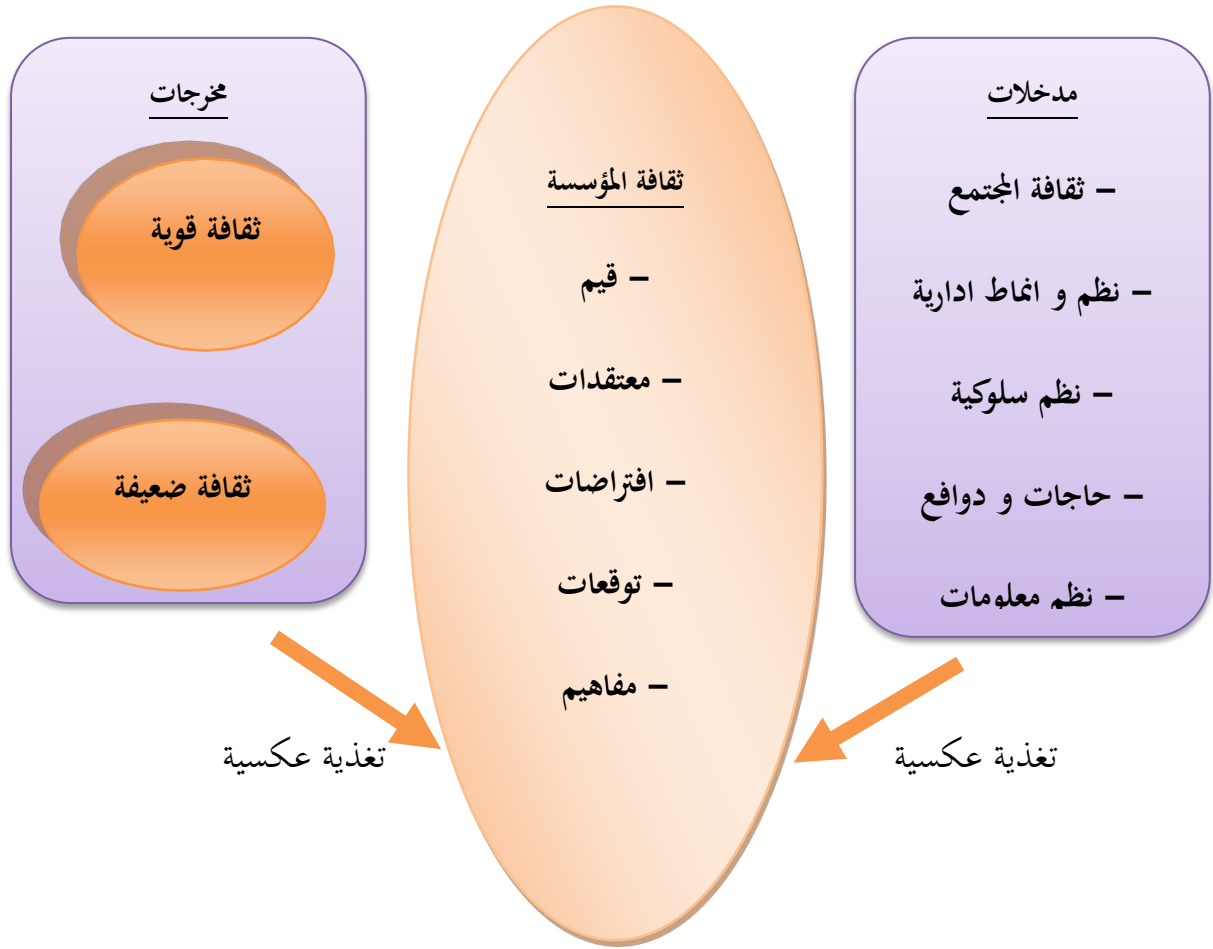 مدخلات
– ثقافة المجتمع
– نظم و انماط ادارية
– نظم سلوكية
– حاجات و دوافع
– نظم معلومات
ثقافة المؤسسة
– قيم
– معتقدات
– افتراضات
– توقعات
– مفاهيم
مخرجات
ثقافة قوية
ثقافة ضعيفة
تغذية عكسية
تغذية عكسية